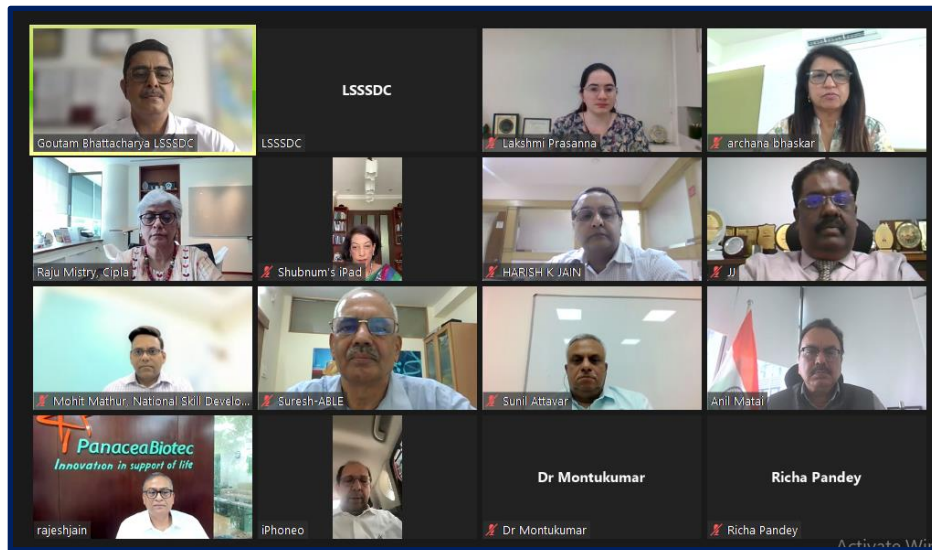 Goutam Bhattacharya LSSSDC
LSSSDC
LSSSDC
Lakshmi Prasanna
archana bhaskar
Raju Mistry, Cipla
Shubnum's iPad
HARISH K JAIN
JJ
Mohit Mathur, National Skill Develo...
Suresh-ABLE
Sunil Attavar
Anil Matai
PanaceaBiotec
Innovation in support of life
rajeshjain
iPhoneo
Dr Montukumar
Dr Montukumar
Richa Pandey
Richa Pandey
Activate Wi